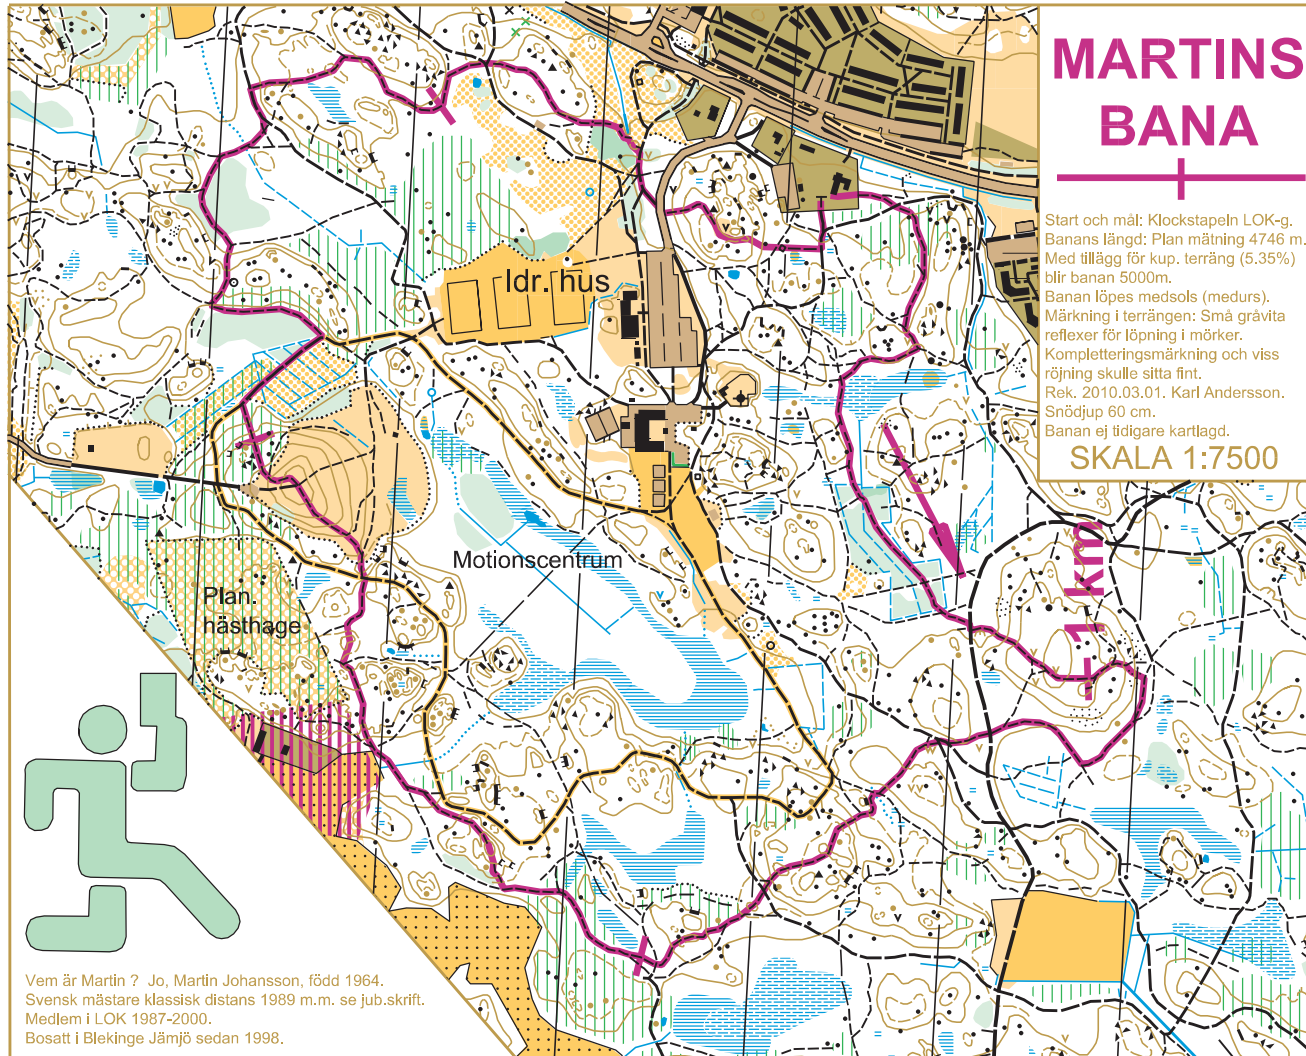 MARTINS
BANA
Start och mål: Klockstapeln LOK-g.
Banans längd: Plan mätning 4746 m.
Med tillägg för kup. terräng (5.35%)
blir banan 5000m.
Banan löpes medsols (medurs).
Märkning i terrängen: Små gråvita
reflexer för löpning i mörker.
Kompletteringsmärkning och viss
röjning skulle sitta fint.
Rek. 2010.03.01. Karl Andersson.
Snödjup 60 cm.
Banan ej tidigare kartlagd.
SKALA 1:7500
Idr. hus
Motionscentrum
1 km
Plan.
hästhage
Vem är Martin ? Jo, Martin Johansson, född 1964.
Svensk mästare klassisk distans 1989 m.m. se jub.skrift.
Medlem i LOK 1987-2000.
Bosatt i Blekinge Jämjö sedan 1998.